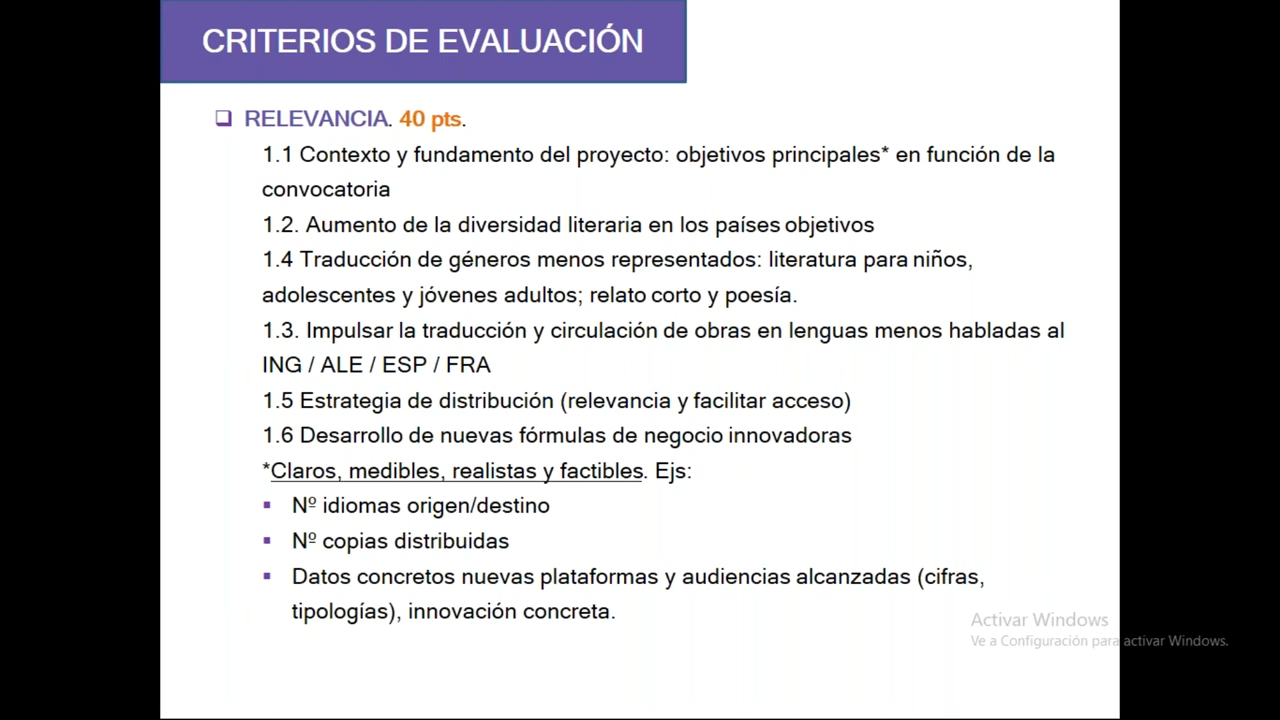 CRITERIOS DE EVALUACIÓN
RELEVANCIA. 40 pts.
1.1 Contexto y fundamento del proyecto: objetivos principales* en función de la
convocatoria
1.2. Aumento de la diversidad literaria en los países objetivos
1.4 Traducción de géneros menos representados: literatura para niños,
adolescentes y jóvenes adultos; relato corto y poesía.
1.3. Impulsar la traducción y circulación de obras en lenguas menos habladas al
ING / ALE / ESP / FRA
1.5 Estrategia de distribución (relevancia y facilitar acceso)
1.6 Desarrollo de nuevas fórmulas de negocio innovadoras
*Claros, medibles, realistas y factibles. Ejs:
Nº idiomas origen/destino
Nº copias distribuidas
Datos concretos nuevas plataformas y audiencias alcanzadas (cifras,
tipologías), innovación concreta.
Activar Windows
Ve a Configuración para activar Windows.